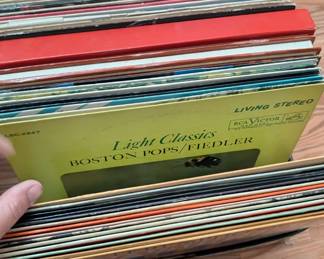 LIVING STEREO
RCA VICTOR
Light Classics
BOSTON POPS/FIEDLER